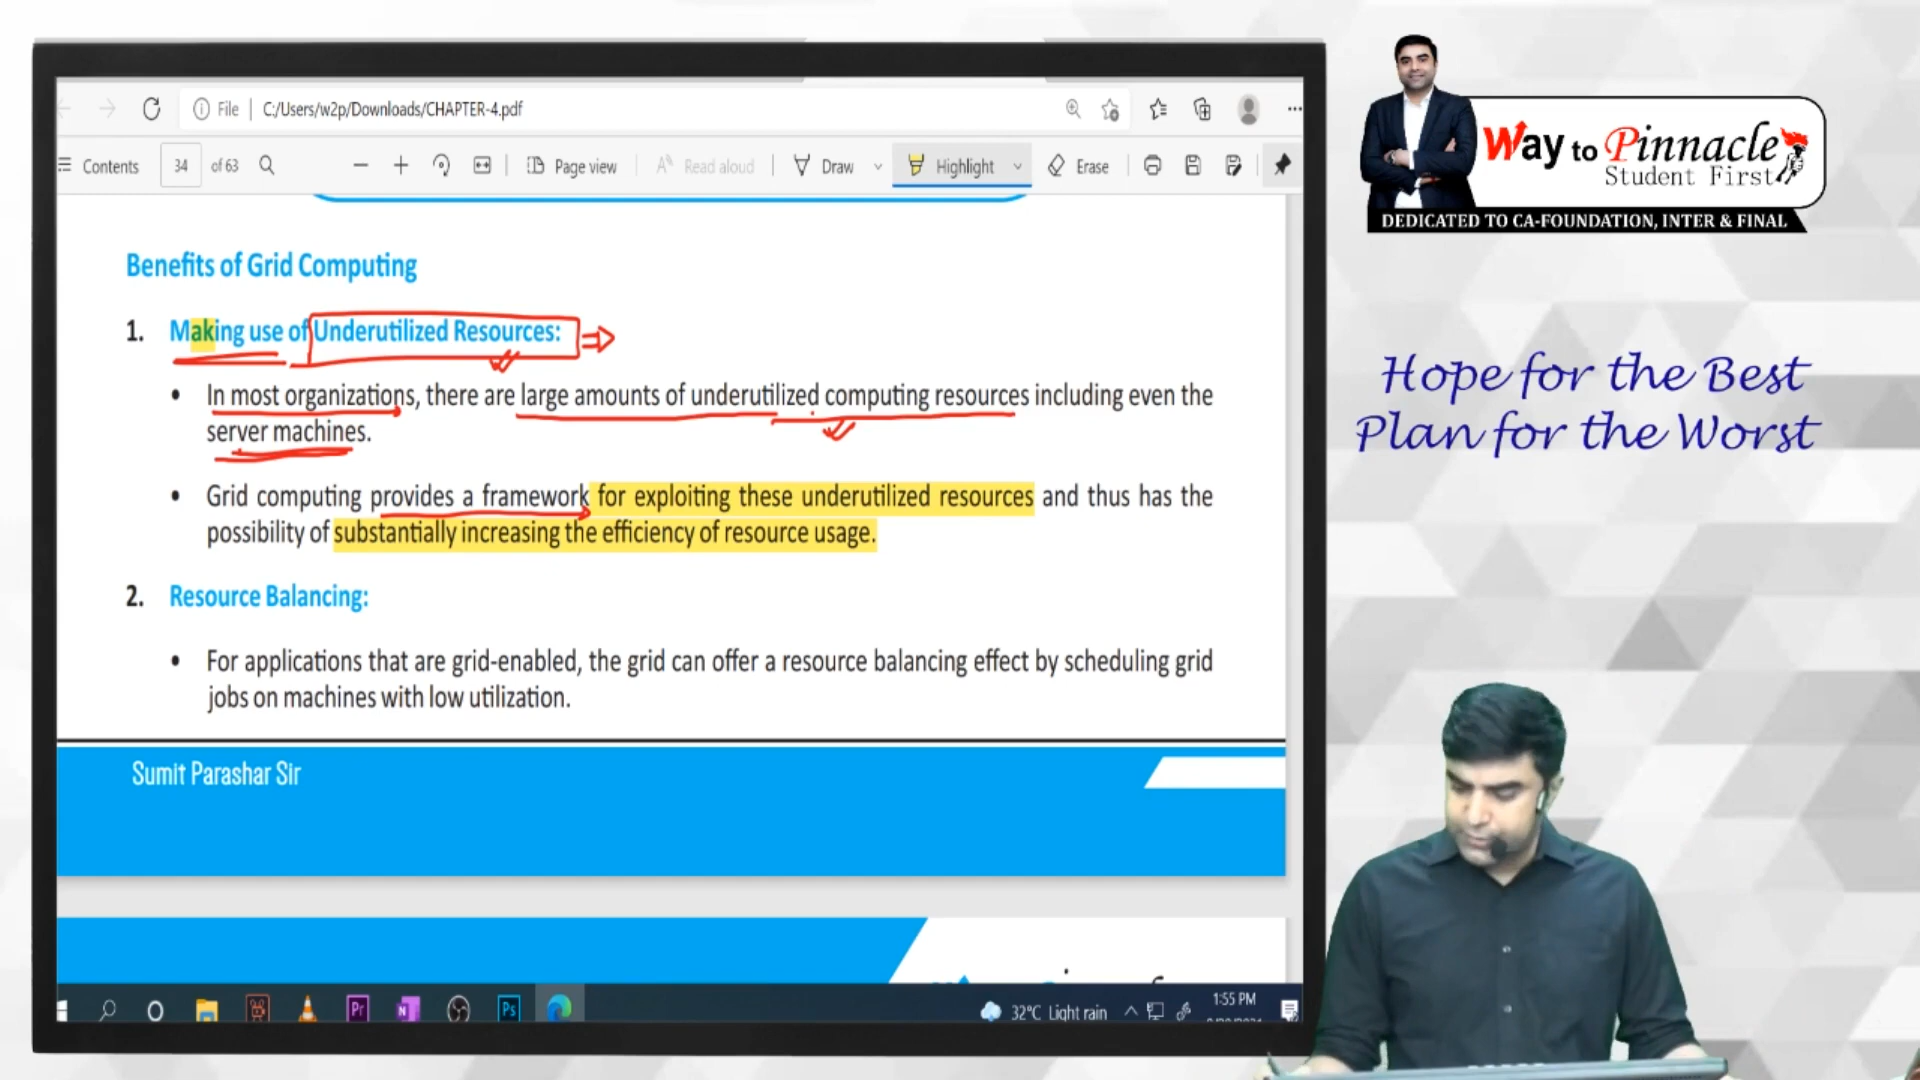 File | C:/Users/w2p/Downloads/CHAPTER-4.pdf
Contents 34 of 63 Page view Read aloud Draw Highlight Erase
Benefits of Grid Computing
1. Making use of Underutilized Resources:
• In most organizations, there are large amounts of underutilized computing resources including even the
server machines.
• Grid computing provides a framework for exploiting these underutilized resources and thus has the
possibility of substantially increasing the efficiency of resource usage.
2. Resource Balancing:
• For applications that are grid-enabled, the grid can offer a resource balancing effect by scheduling grid
jobs on machines with low utilization.
Sumit Parashar Sir
Pr N Ps
32°C Light rain 1:55 PM
Way to Pinnacle
Student First
DEDICATED TO CA-FOUNDATION, INTER & FINAL
Hope for the Best
Plan for the Worst